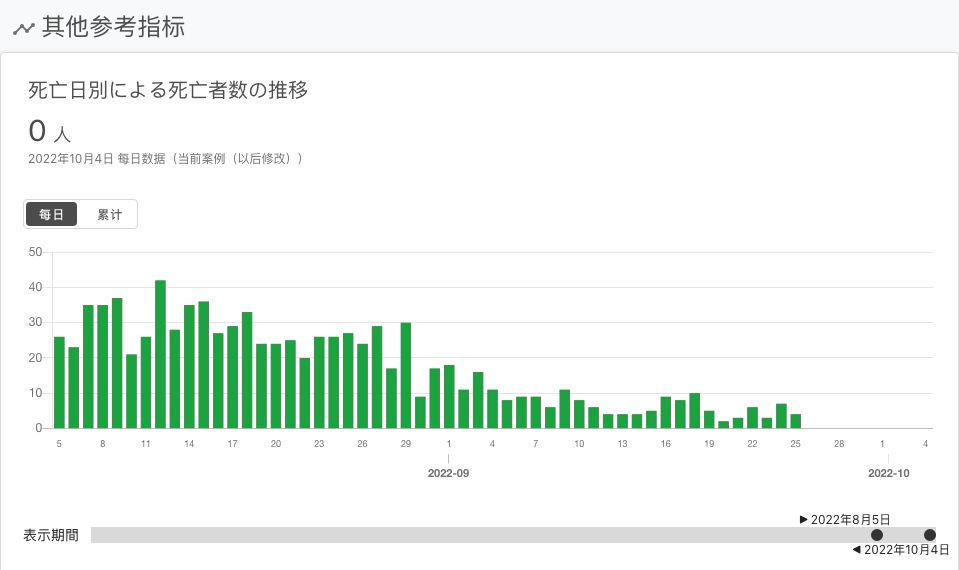 其他参考指标
死亡日別による死亡者数の推移
0 人
2022年10月4日 每日数据（当前案例（以后修改））
每日 累计
50
40
30
20
10
0
5 8 11 14 17 20 23 26 29 1 4 7 10 13 16 19 22 25 28 1 4
2022-09 2022-10
2022年8月5日
表示期間
2022年10月4日